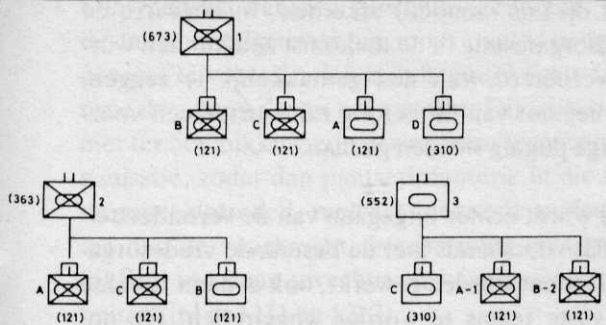 (673) 1
B C A D
(121) (121) (121) (310)
(363) 2 (552) 3
A C B C A-1 B-2
(121) (121) (121) (310) (121) (121)